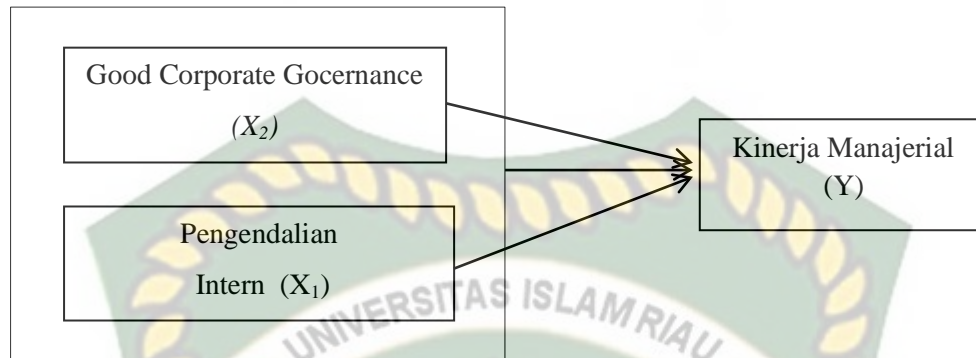 Good Corporate Gocernance
(X₂)
Kinerja Manajerial
(Y)
Pengendalian
Intern (X₁)
UNIVERSITAS ISLAM RIAU